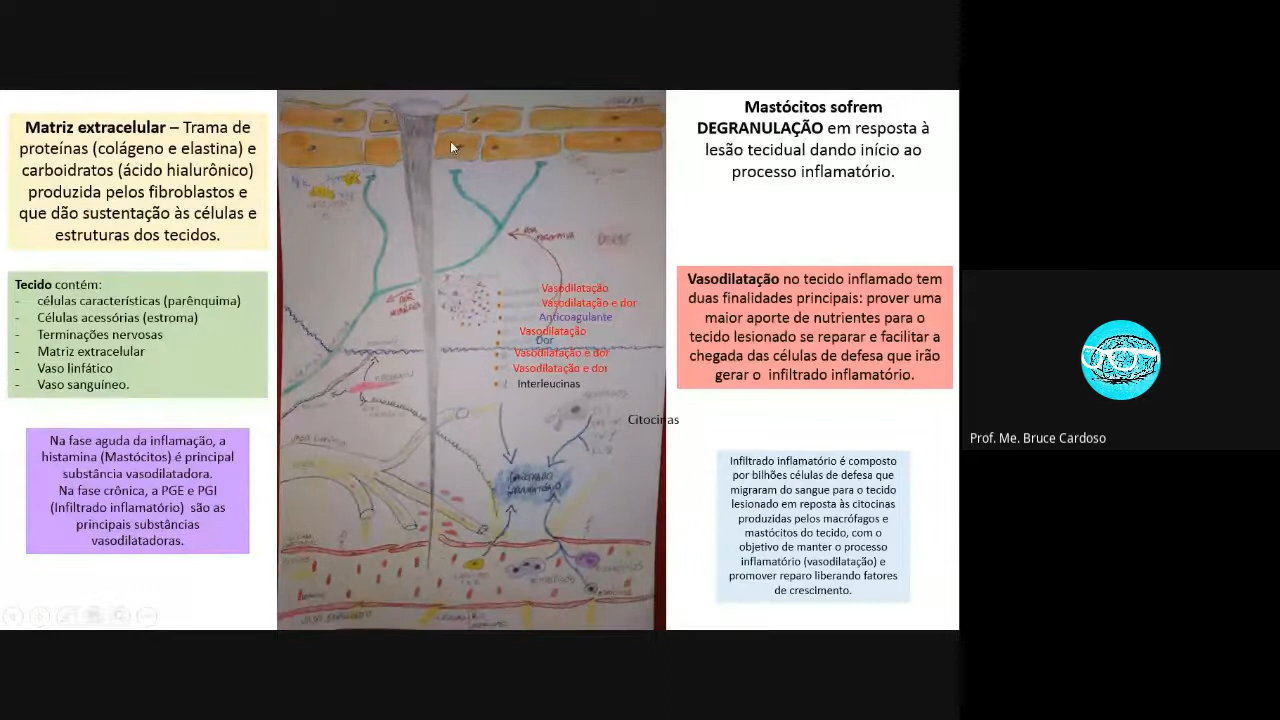 Matriz extracelular – Trama de
proteínas (colágeno e elastina) e
carboidratos (ácido hialurônico)
produzida pelos fibroblastos e
que dão sustentação às células e
estruturas dos tecidos.
Tecido contém:
- células características (parênquima)
- Células acessórias (estroma)
- Terminações nervosas
- Matriz extracelular
- Vaso linfático
- Vaso sanguíneo.
Na fase aguda da inflamação, a
histamina (Mastócitos) é principal
substância vasodilatadora.
Na fase crônica, a PGE e PGI
(Infiltrado inflamatório) são as
principais substâncias
vasodilatadoras.
DERME
Vasodilatação
Vasodilatação e dor
Anticoagulante
Vasodilatação
Dor
Vasodilatação e dor
Vasodilatação e dor
Interleucinas
Citocinas
INFILTRADO
INFLAMATÓRIO
Mastócitos sofrem
DEGRANULAÇÃO em resposta à
lesão tecidual dando início ao
processo inflamatório.
Vasodilatação no tecido inflamado tem
duas finalidades principais: prover uma
maior aporte de nutrientes para o
tecido lesionado se reparar e facilitar a
chegada das células de defesa que irão
gerar o infiltrado inflamatório.
Infiltrado inflamatório é composto
por bilhões células de defesa que
migraram do sangue para o tecido
lesionado em resposta às citocinas
produzidas pelos macrófagos e
mastócitos do tecido, com o
objetivo de manter o processo
inflamatório (vasodilatação) e
promover reparo liberando fatores
de crescimento.
Prof. Me. Bruce Cardoso